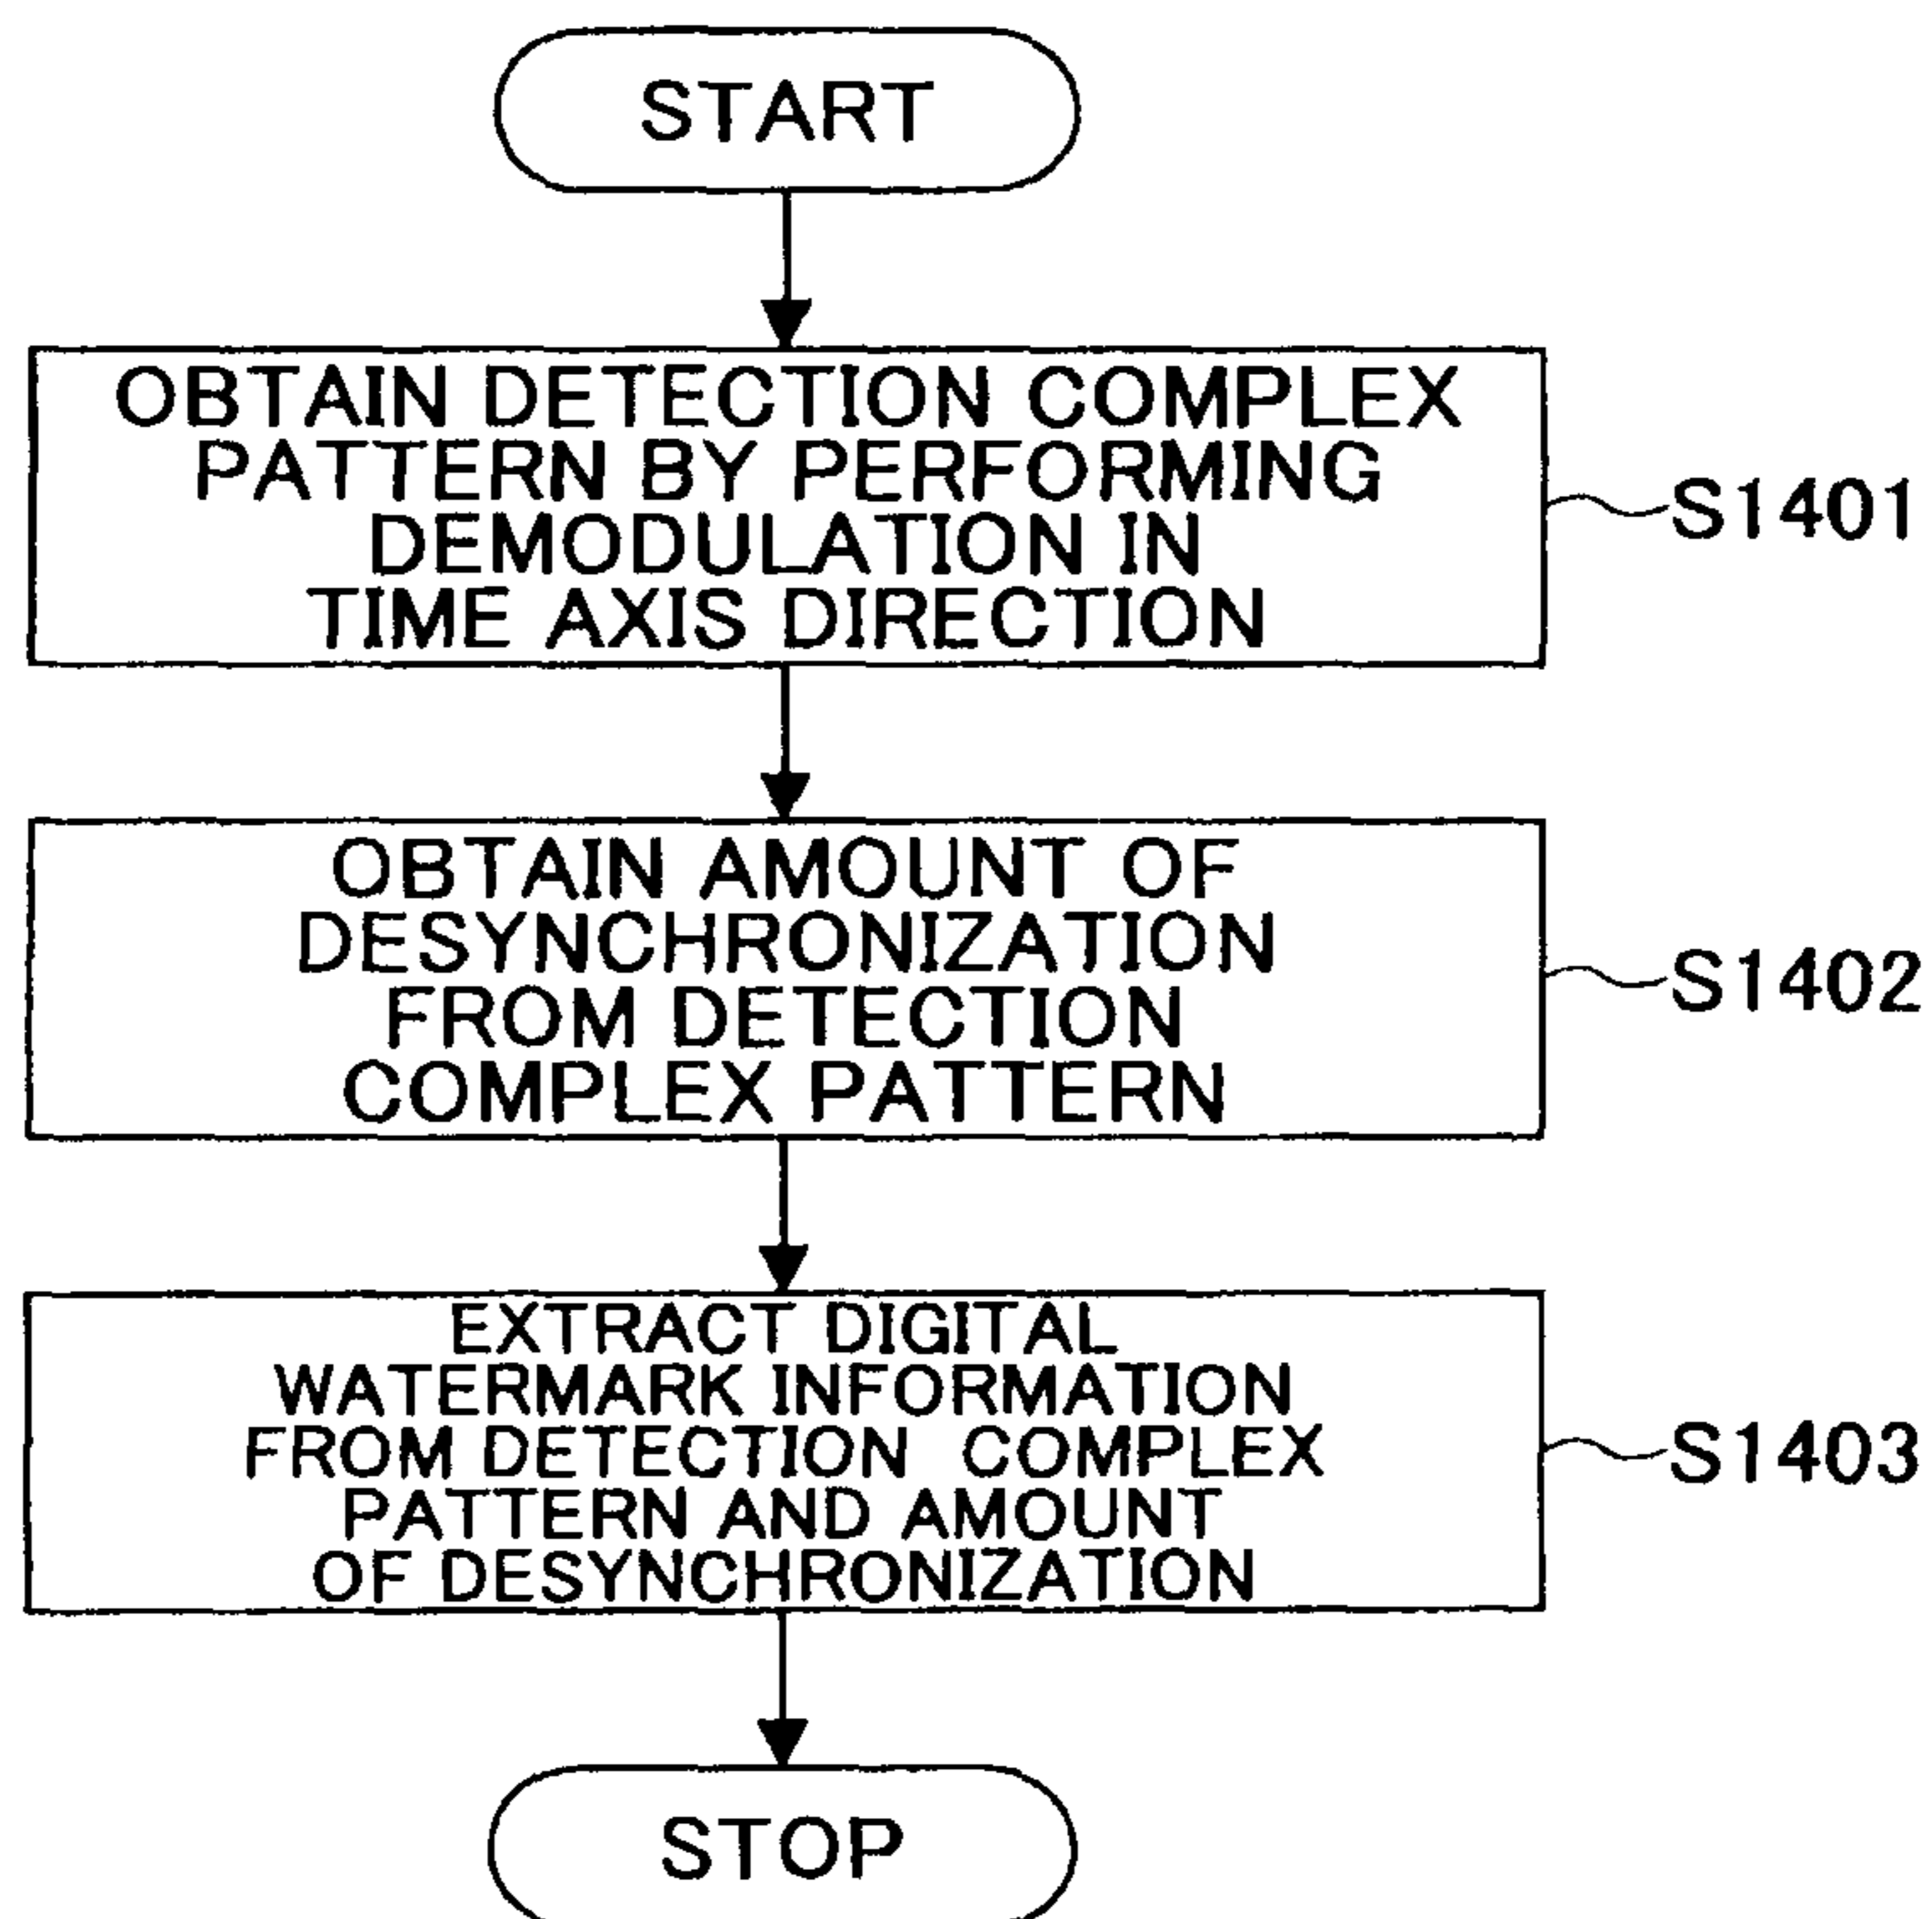 START
OBTAIN DETECTION COMPLEX
PATTERN BY PERFORMING
DEMODULATION IN
TIME AXIS DIRECTION
S1401
OBTAIN AMOUNT OF
DESYNCHRONIZATION
FROM DETECTION
COMPLEX PATTERN
S1402
EXTRACT DIGITAL
WATERMARK INFORMATION
FROM DETECTION COMPLEX
PATTERN AND AMOUNT
OF DESYNCHRONIZATION
S1403
STOP